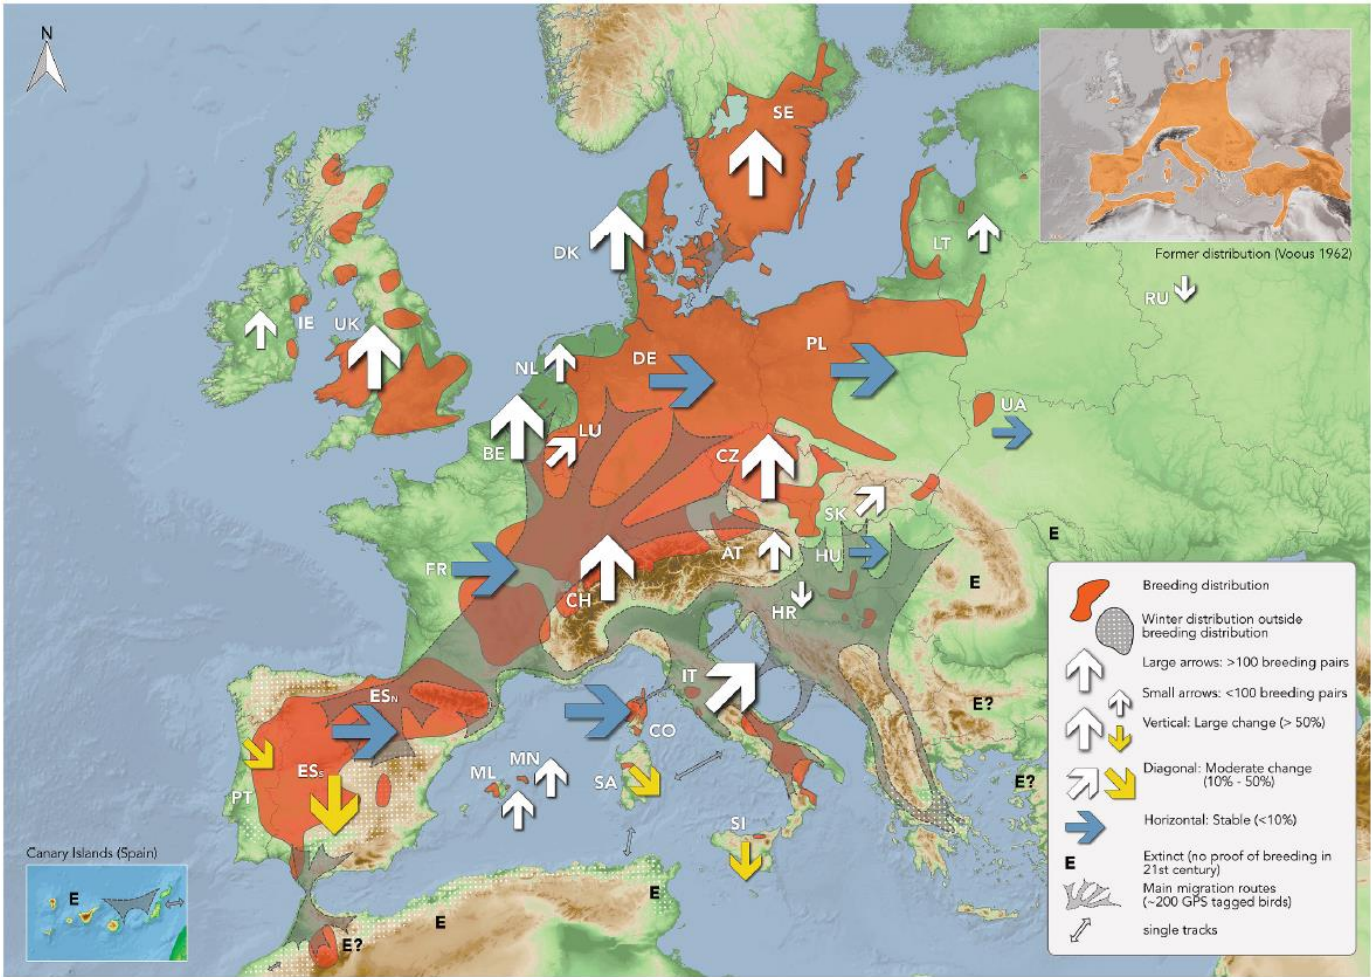 N
SE
DK
LT
Former distribution (Voous 1962)
RU
IE
UK
NL
DE
PL
BE
LU
UA
CZ
SK
FR
CH
AT
HU
HR
E
E
IT
ES N
CO
E?
PT
ES S
ML
MN
SA
E?
SI
Canary Islands (Spain)
E
E
E
E?
Breeding distribution
Winter distribution outside
breeding distribution
Large arrows: >100 breeding pairs
Small arrows: <100 breeding pairs
Vertical: Large change (> 50%)
Diagonal: Moderate change
(10% - 50%)
Horizontal: Stable (<10%)
E
Extinct (no proof of breeding in
21st century)
Main migration routes
(~200 GPS tagged birds)
single tracks